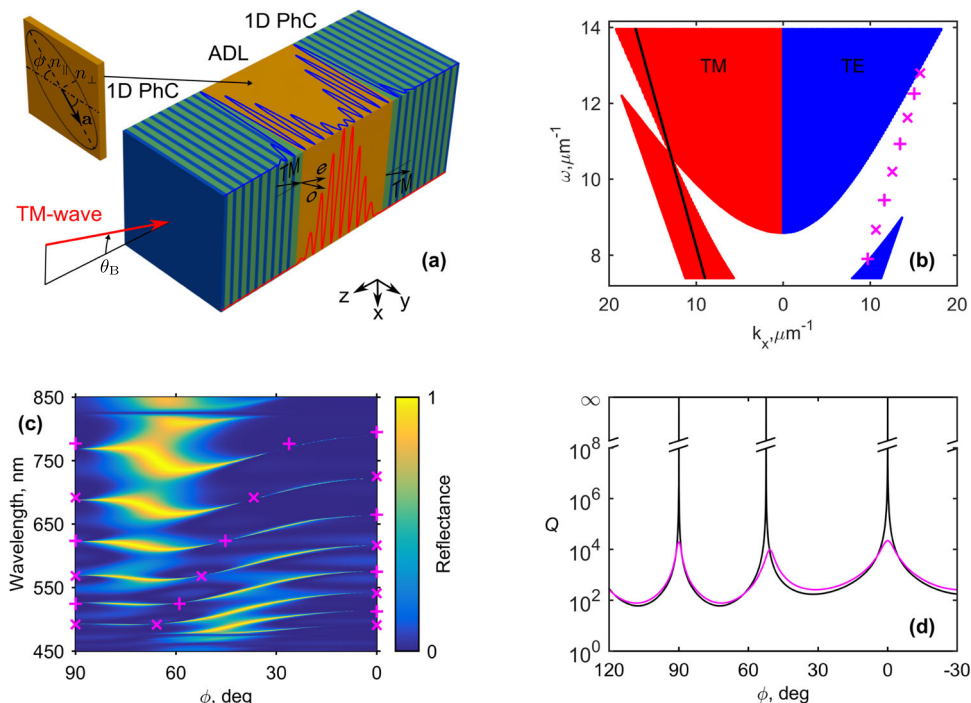 1D PhC
ADL
1D PhC
ϕ n∥ n⊥
a
TM e
o
TM
TM-wave
θB
(a)
z x y
14
12
10
8
ω,μm⁻¹
TM TE
(b)
20 10 0 10 20
kx,μm⁻¹
(c)
850
750
650
550
450
Wavelength, nm
90 60 30 0
ϕ, deg
1
0
Reflectance
∞
10⁸
10⁶
Q
10⁴
10²
10⁰
(d)
120 90 60 30 0 -30
ϕ, deg